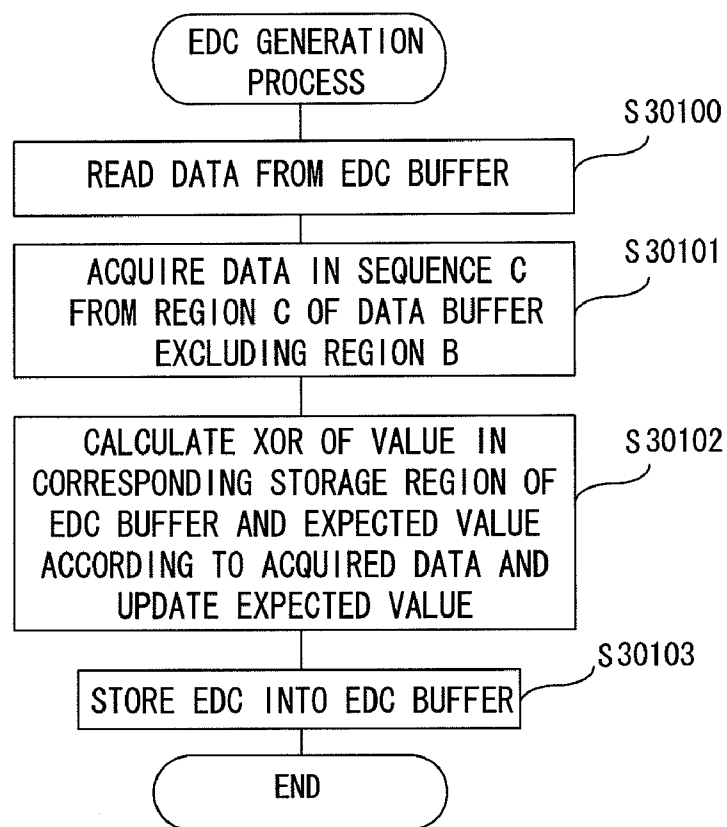 EDC GENERATION
PROCESS
S30100
READ DATA FROM EDC BUFFER
S30101
ACQUIRE DATA IN SEQUENCE C
FROM REGION C OF DATA BUFFER
EXCLUDING REGION B
S30102
CALCULATE XOR OF VALUE IN
CORRESPONDING STORAGE REGION OF
EDC BUFFER AND EXPECTED VALUE
ACCORDING TO ACQUIRED DATA AND
UPDATE EXPECTED VALUE
S30103
STORE EDC INTO EDC BUFFER
END